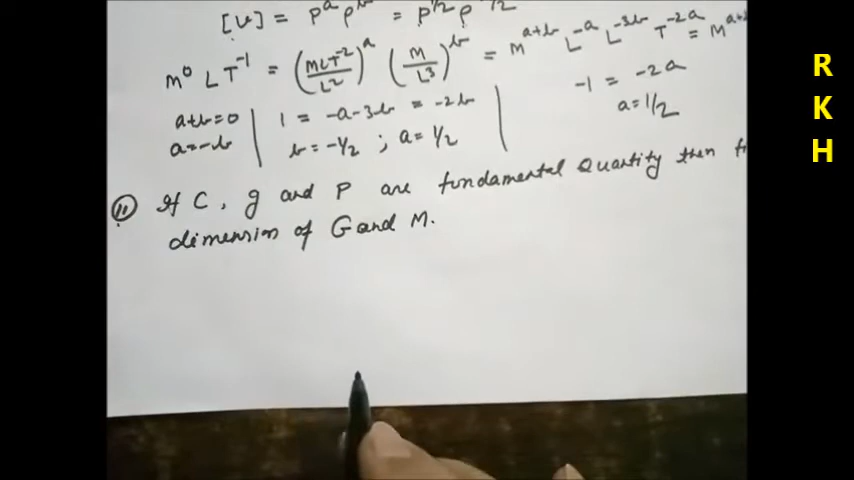 [v] = P^a ρ^b = P^1/2 ρ^-1/2
M^0 L T^-1 = (MLT^-2/L^2)^a (M/L^3)^b = M^a+b L^-a L^-3b T^-2a = M^a+b
a+b=0 | 1 = -a-3b = -2b | -1 = -2a
a=-b | b=-1/2 ; a=1/2 | a=1/2
(11) If C, g and P are fundamental Quantity then
dimension of G and M.
R
K
H